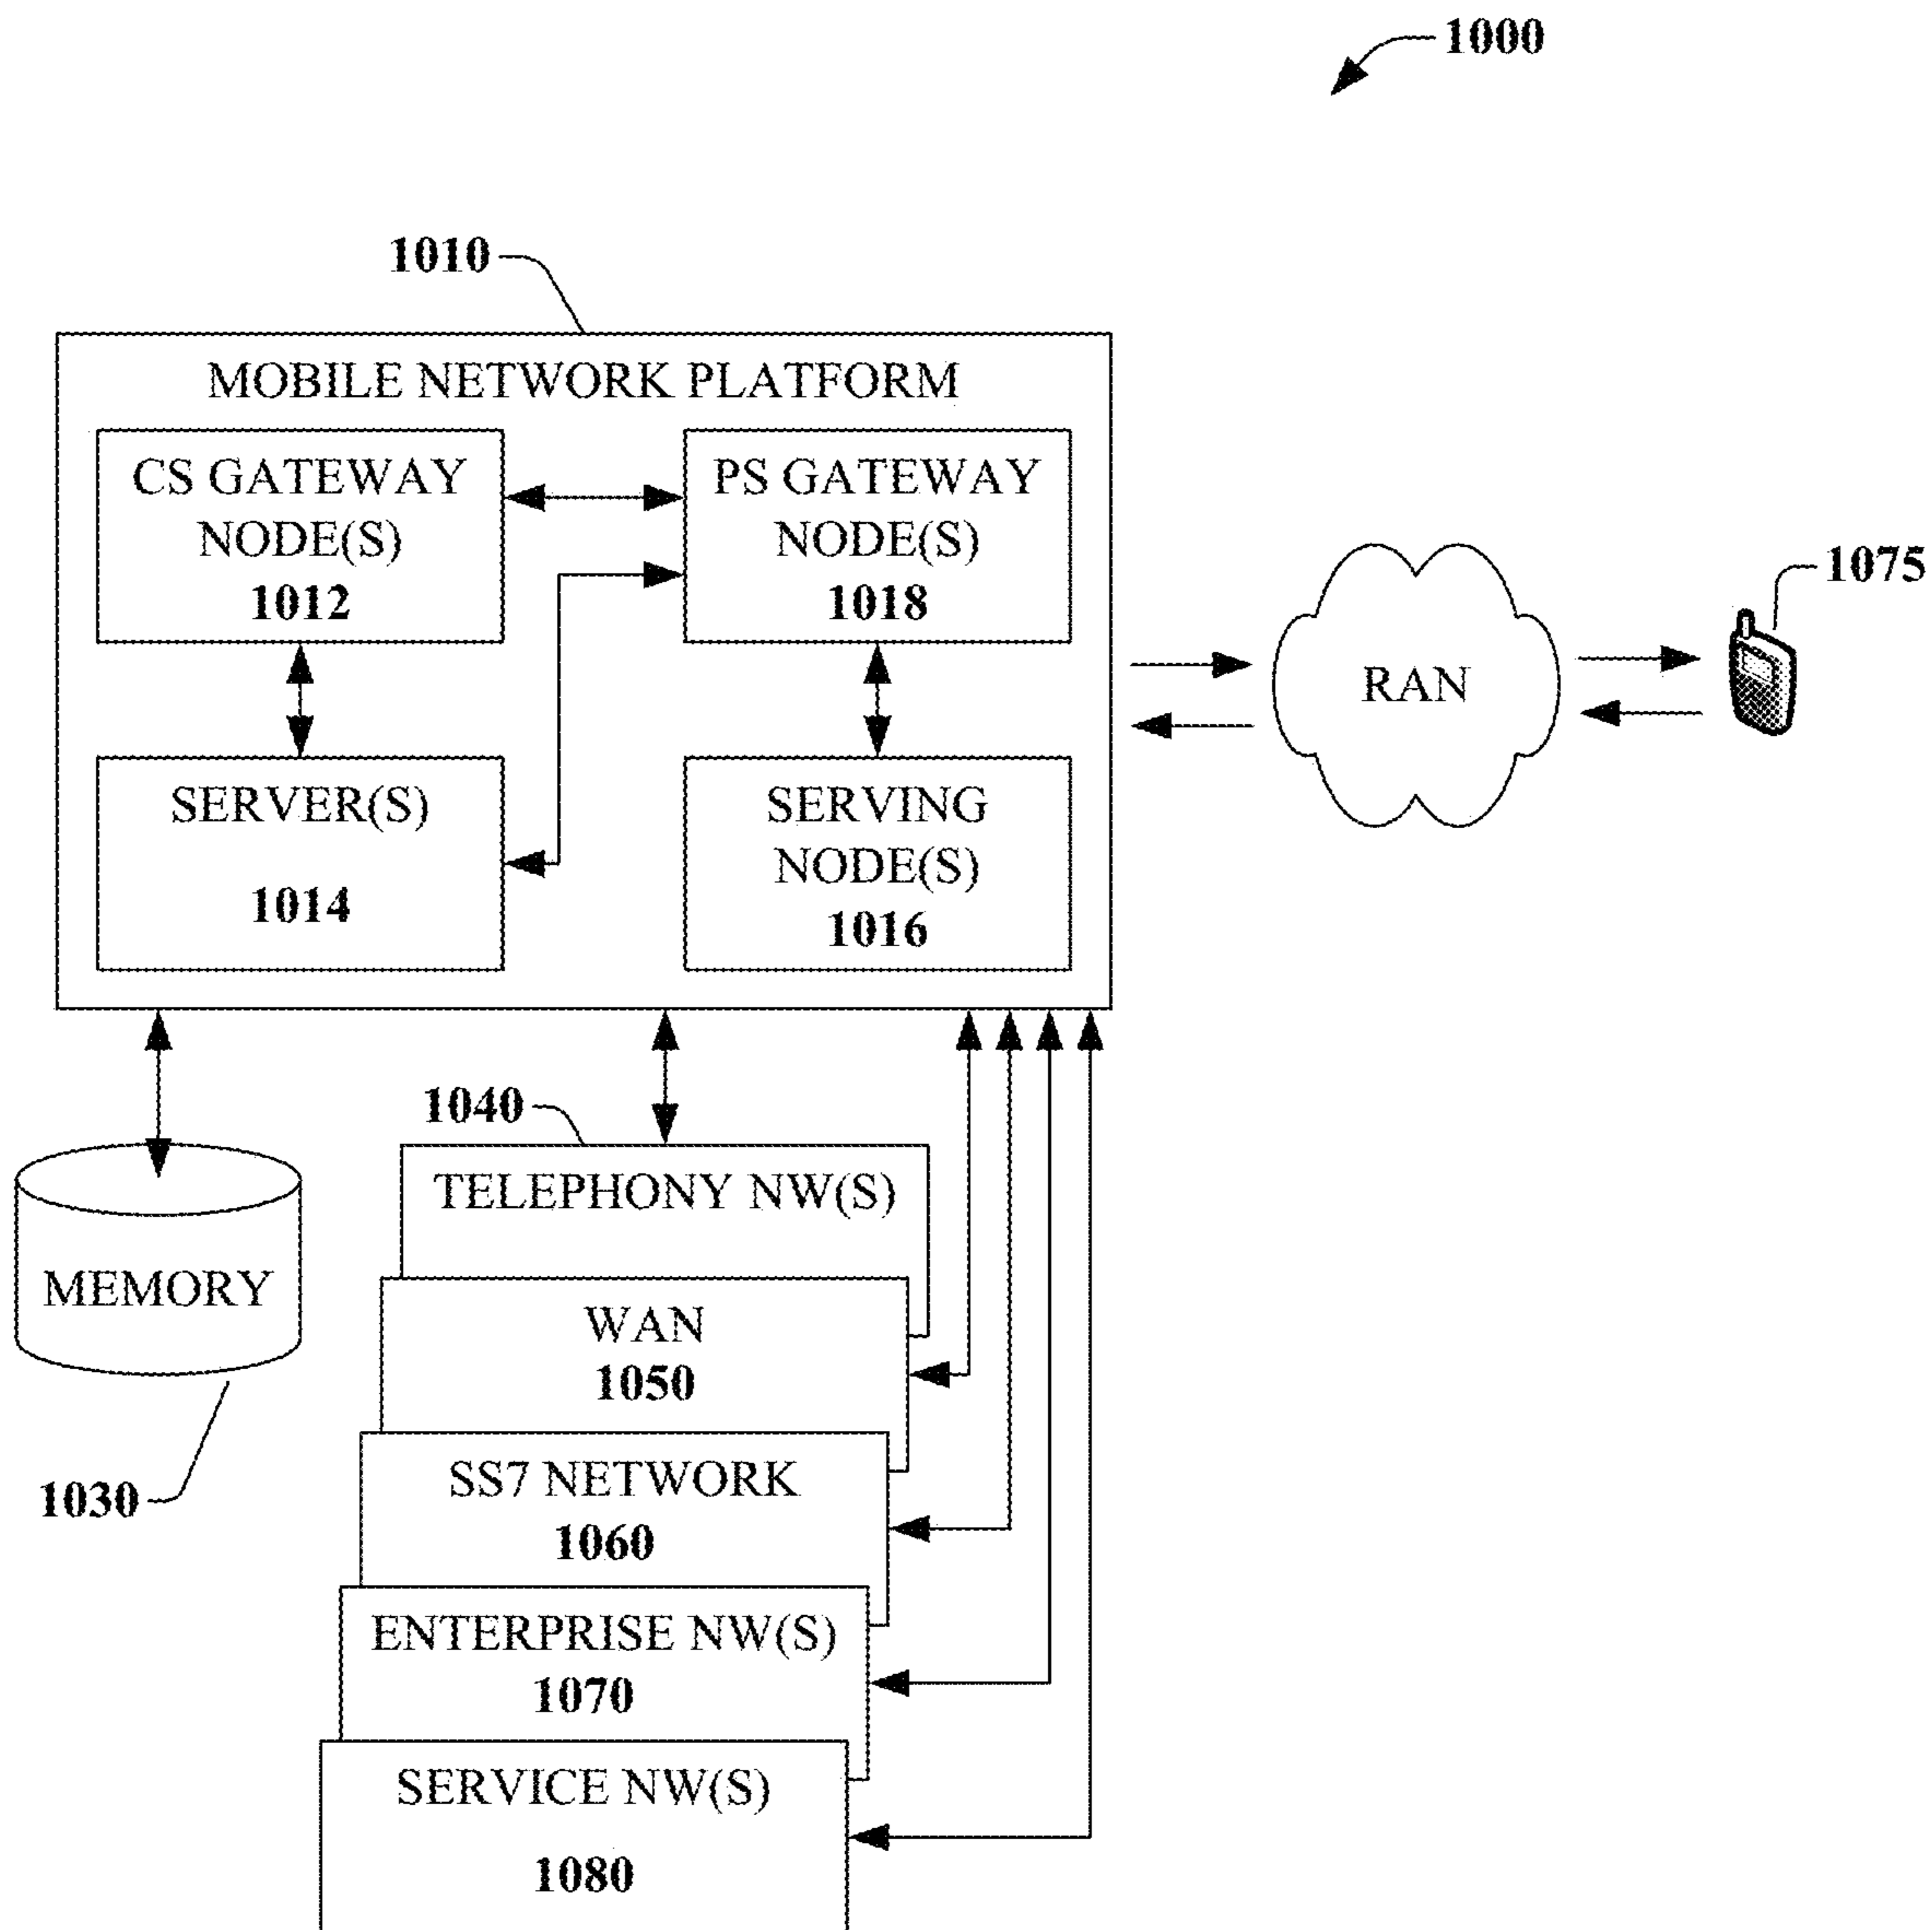 1000
1010
MOBILE NETWORK PLATFORM
CS GATEWAY
NODE(S)
1012
PS GATEWAY
NODE(S)
1018
SERVER(S)
1014
SERVING
NODE(S)
1016
RAN
1075
1040
TELEPHONY NW(S)
MEMORY
1030
WAN
1050
SS7 NETWORK
1060
ENTERPRISE NW(S)
1070
SERVICE NW(S)
1080